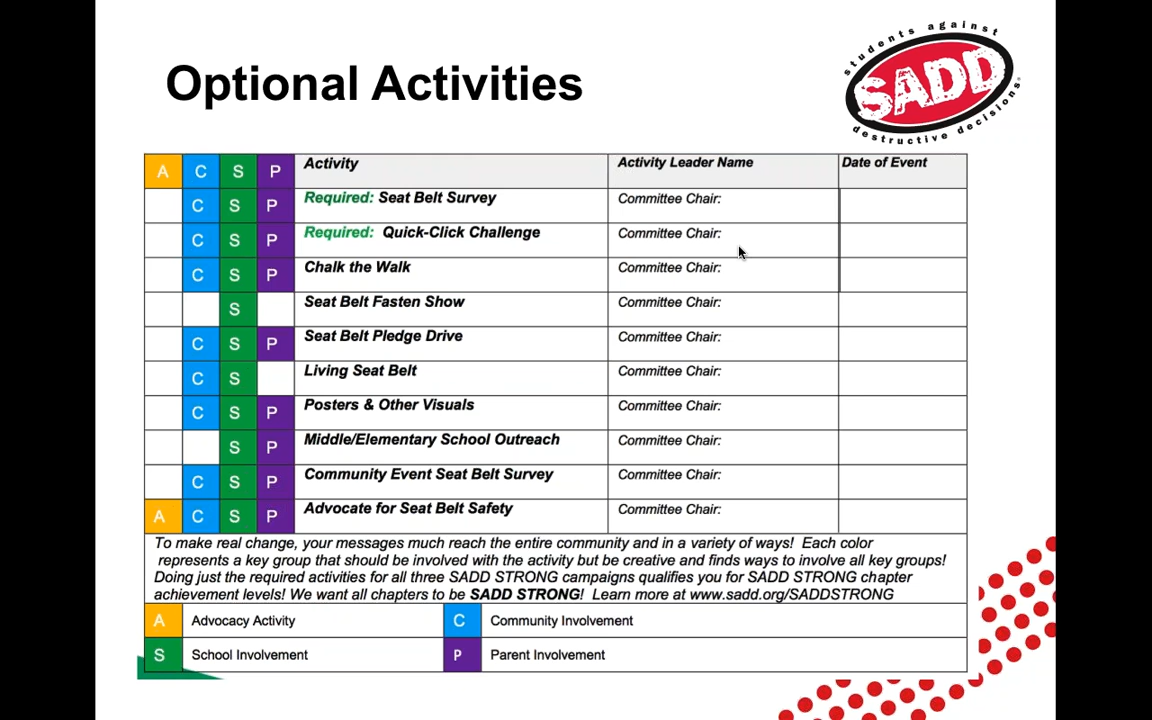 Optional Activities
students against
SADD
destructive decisions
A C S P Activity Activity Leader Name Date of Event
C S P Required: Seat Belt Survey Committee Chair:
C S P Required: Quick-Click Challenge Committee Chair:
C S P Chalk the Walk Committee Chair:
S Seat Belt Fasten Show Committee Chair:
C S P Seat Belt Pledge Drive Committee Chair:
C S Living Seat Belt Committee Chair:
C S P Posters & Other Visuals Committee Chair:
S P Middle/Elementary School Outreach Committee Chair:
C S P Community Event Seat Belt Survey Committee Chair:
A C S P Advocate for Seat Belt Safety Committee Chair:
To make real change, your messages much reach the entire community and in a variety of ways! Each color
represents a key group that should be involved with the activity but be creative and finds ways to involve all key groups!
Doing just the required activities for all three SADD STRONG campaigns qualifies you for SADD STRONG chapter
achievement levels! We want all chapters to be SADD STRONG! Learn more at www.sadd.org/SADDSTRONG
A Advocacy Activity C Community Involvement
S School Involvement P Parent Involvement